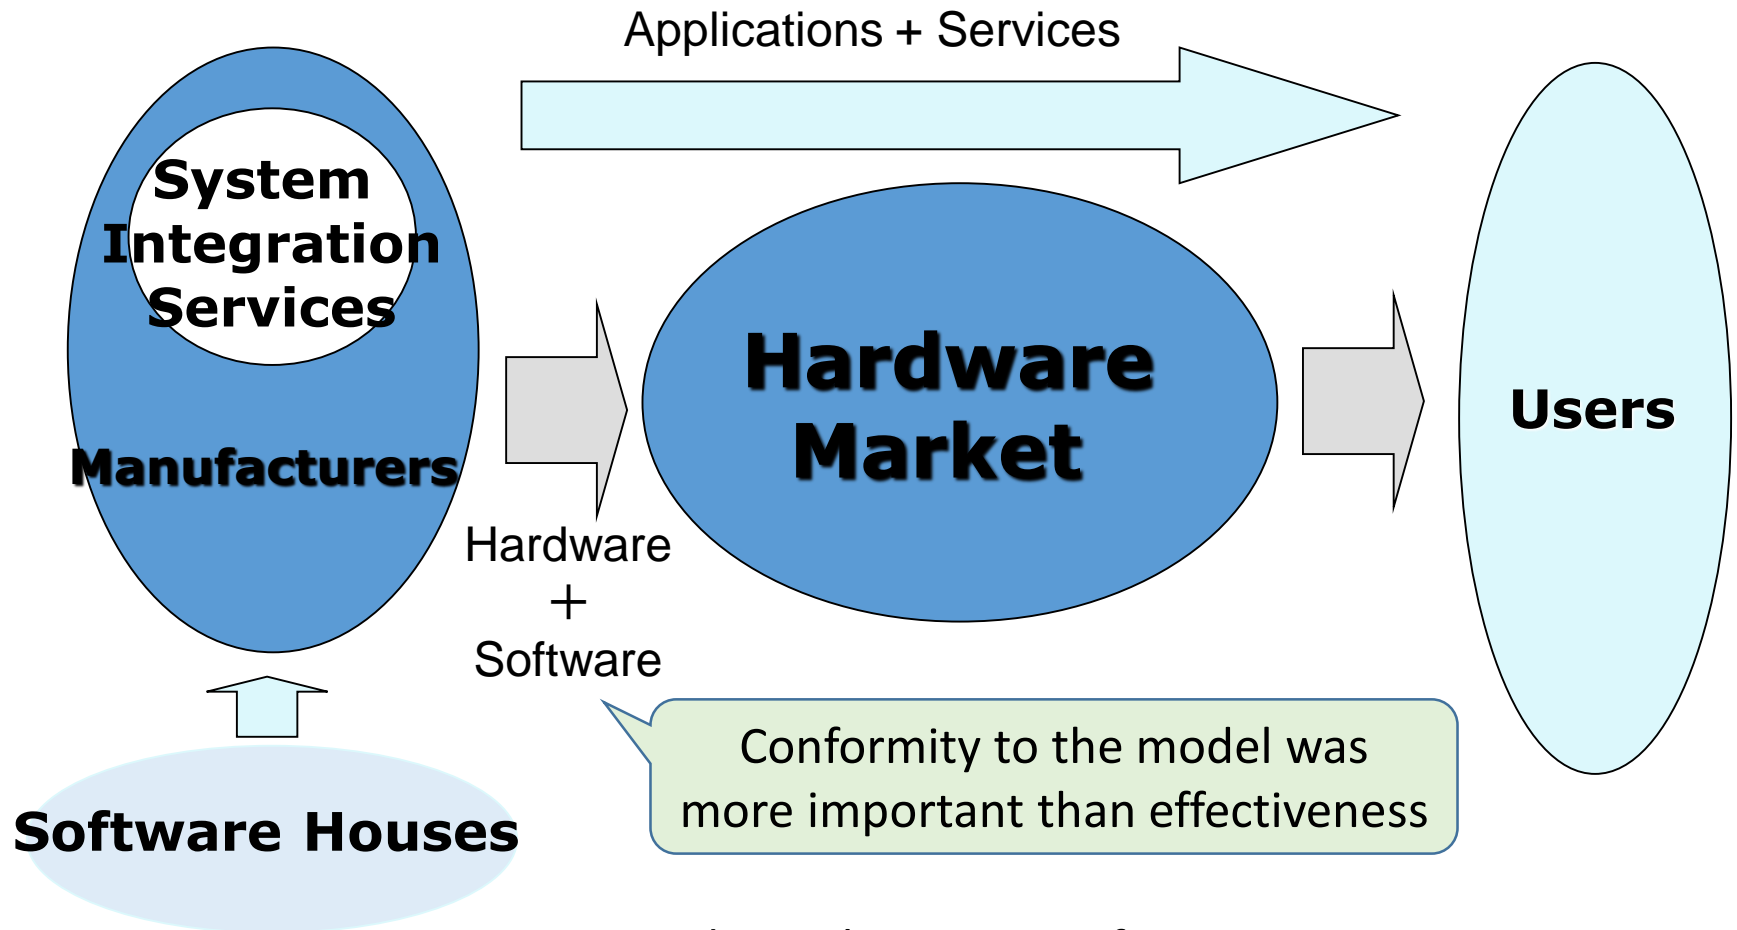 Applications + Services
System
Integration
Services
Manufacturers
Hardware
Market
Users
Hardware
+
Software
Conformity to the model was
more important than effectiveness
Software Houses